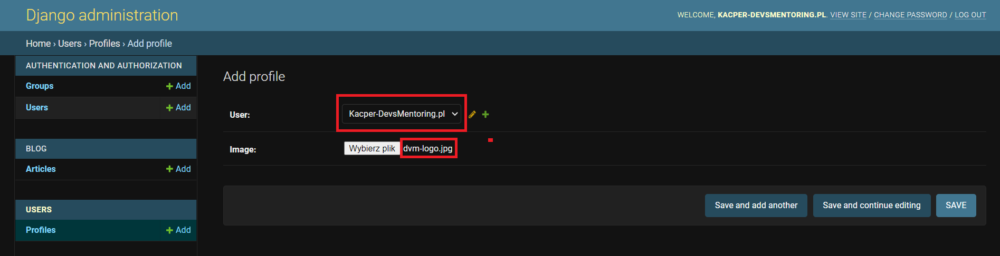 Django administration
WELCOME, KACPER-DEVSMENTORING.PL. VIEW SITE / CHANGE PASSWORD / LOG OUT
Home › Users › Profiles › Add profile
AUTHENTICATION AND AUTHORIZATION
Groups + Add
Users + Add
BLOG
Articles + Add
USERS
Profiles + Add
Add profile
User: Kacper-DevsMentoring.pl
Image: Wybierz plik dvm-logo.jpg
Save and add another Save and continue editing SAVE